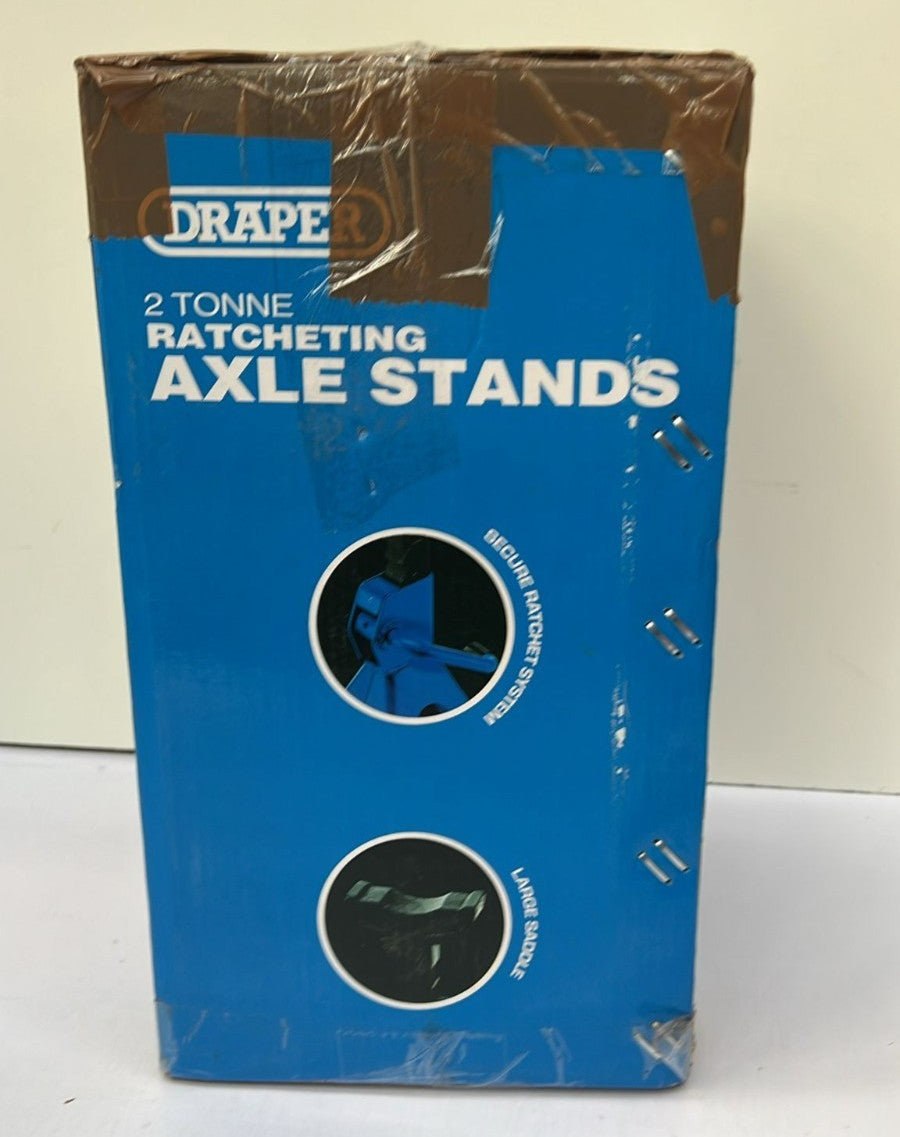 DRAPER
2 TONNE
RATCHETING
AXLE STANDS
SECURE RATCHET SYSTEM
LARGE SADDLE